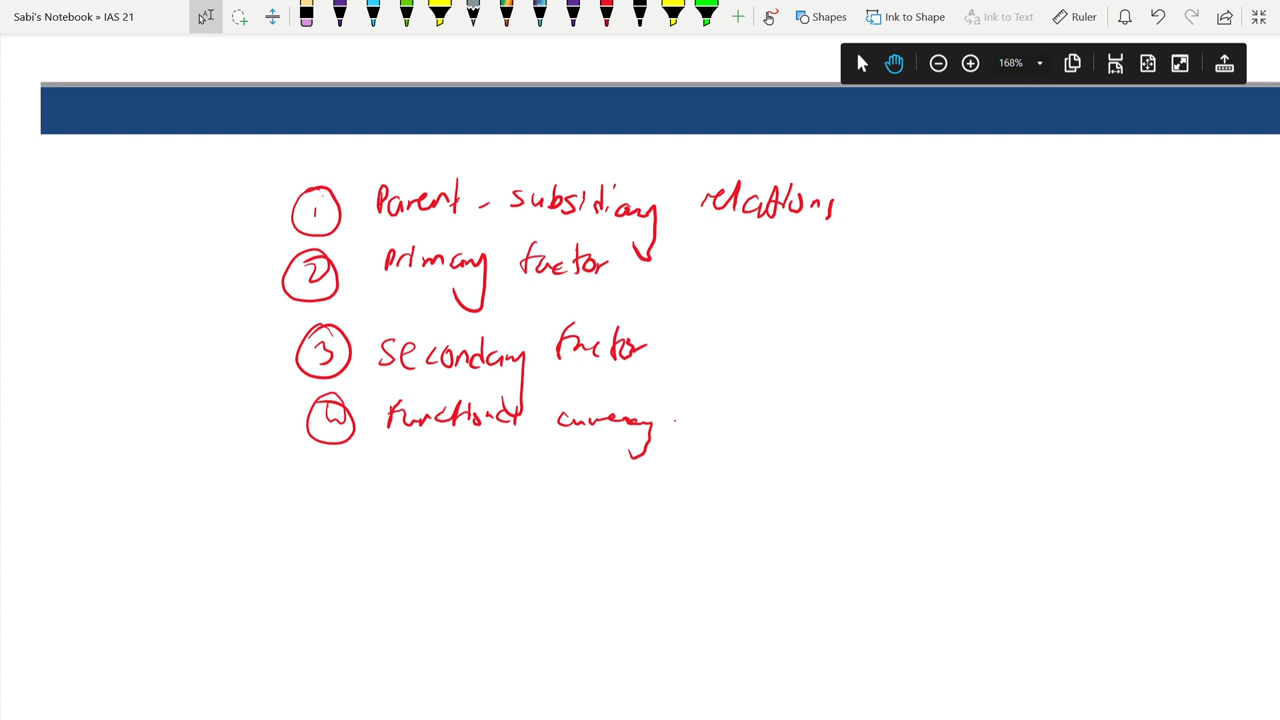 Sabi's Notebook » IAS 21
Shapes
Ink to Shape
Ink to Text
Ruler
168%
1 Parent - subsidiary relations
2 Primary factor
3 Secondary factor
4 functional currency.